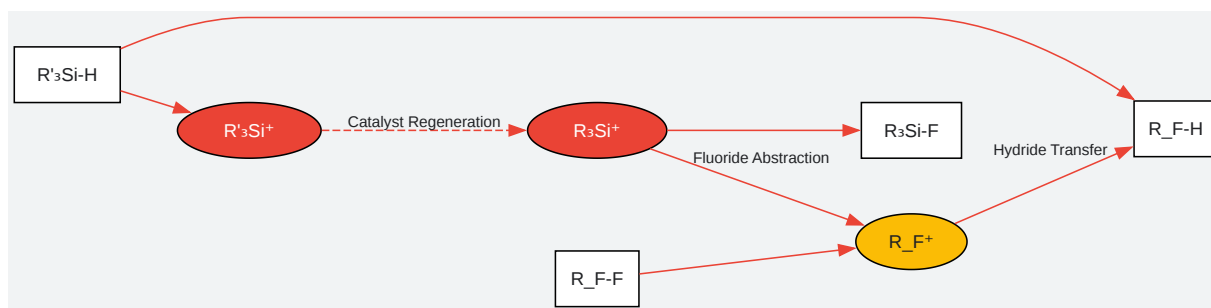 R'₃Si-H
R'₃Si⁺
Catalyst Regeneration
R₃Si⁺
R₃Si-F
Fluoride Abstraction
Hydride Transfer
R_F-H
R_F⁺
R_F-F